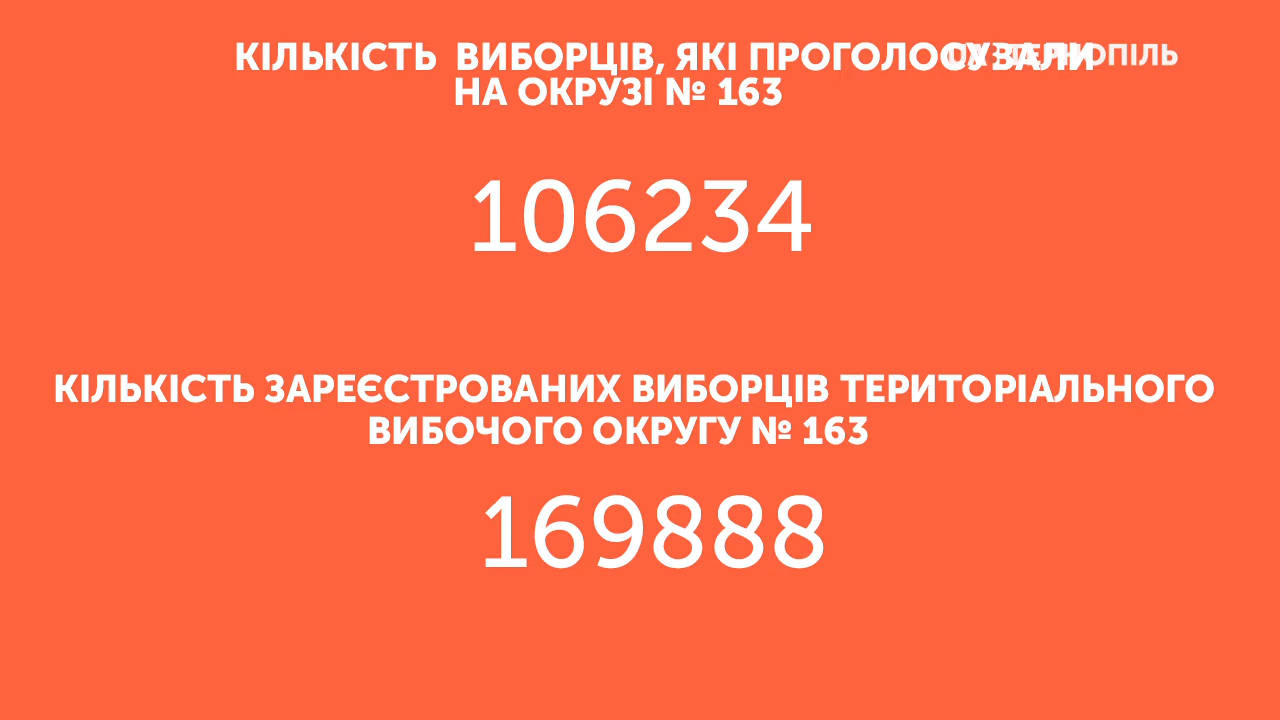 КІЛЬКІСТЬ ВИБОРЦІВ, ЯКІ ПРОГОЛОСУВАЛИ
НА ОКРУЗІ № 163
106234
КІЛЬКІСТЬ ЗАРЕЄСТРОВАНИХ ВИБОРЦІВ ТЕРИТОРІАЛЬНОГО
ВИБОЧОГО ОКРУГУ № 163
169888